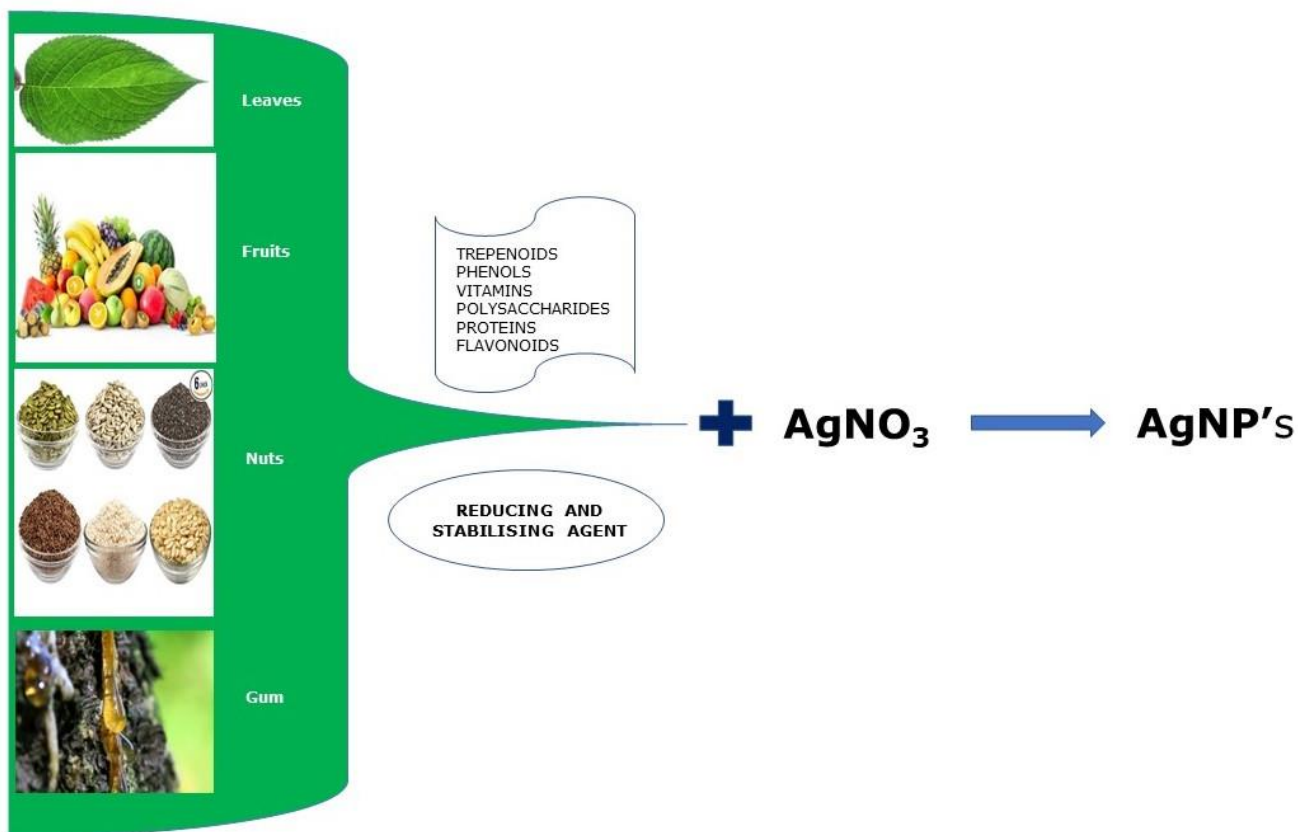 Leaves
Fruits
Nuts
Gum
TREPENOIDS
PHENOLS
VITAMINS
POLYSACCHARIDES
PROTEINS
FLAVONOIDS
REDUCING AND
STABILISING AGENT
AgNO₃
AgNP's